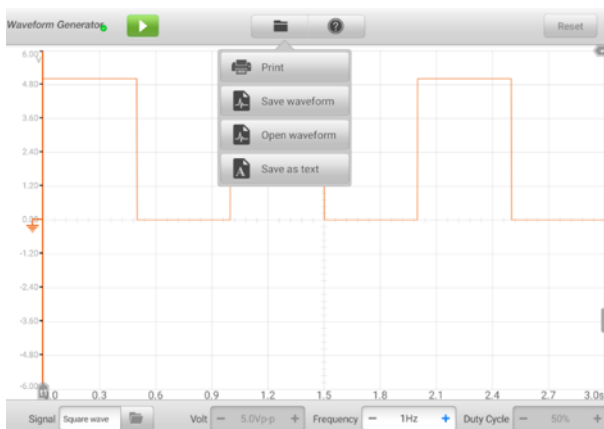 Waveform Generator
Reset
6.00
V
Print
4.80
Save waveform
3.60
Open waveform
2.40
Save as text
1.20
0.00
-1.20
-2.40
-3.60
-4.80
-6.00
0.0 0.3 0.6 0.9 1.2 1.5 1.8 2.1 2.4 2.7 3.0s
Signal Square wave Volt − 5.0Vp-p + Frequency − 1Hz + Duty Cycle − 50% +